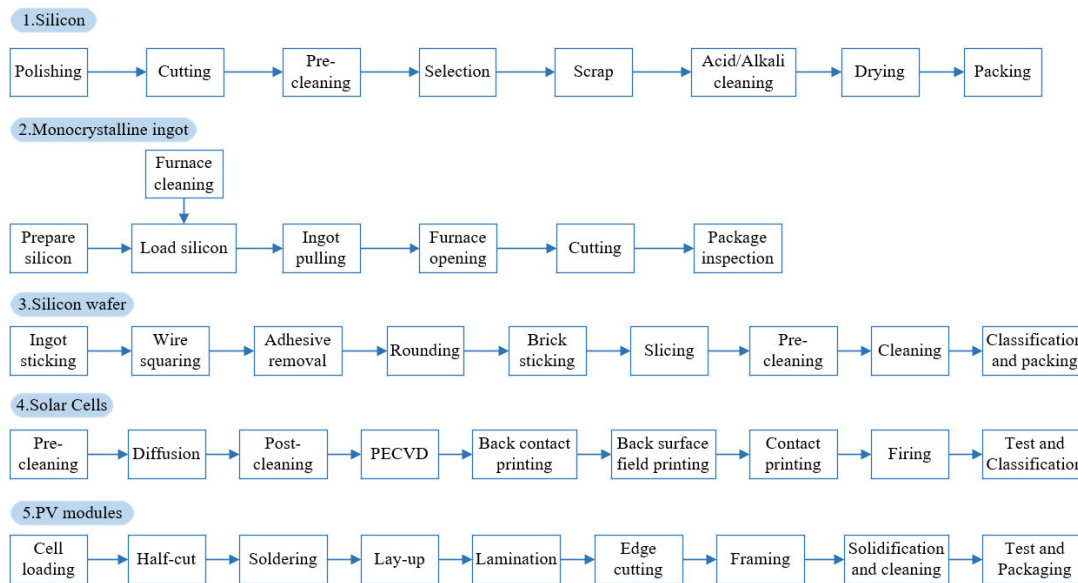 1.Silicon
Polishing
Cutting
Pre-
cleaning
Selection
Scrap
Acid/Alkali
cleaning
Drying
Packing
2.Monocrystalline ingot
Furnace
cleaning
Prepare
silicon
Load silicon
Ingot
pulling
Furnace
opening
Cutting
Package
inspection
3.Silicon wafer
Ingot
sticking
Wire
squaring
Adhesive
removal
Rounding
Brick
sticking
Slicing
Pre-
cleaning
Cleaning
Classification
and packing
4.Solar Cells
Pre-
cleaning
Diffusion
Post-
cleaning
PECVD
Back contact
printing
Back surface
field printing
Contact
printing
Firing
Test and
Classification
5.PV modules
Cell
loading
Half-cut
Soldering
Lay-up
Lamination
Edge
cutting
Framing
Solidification
and cleaning
Test and
Packaging